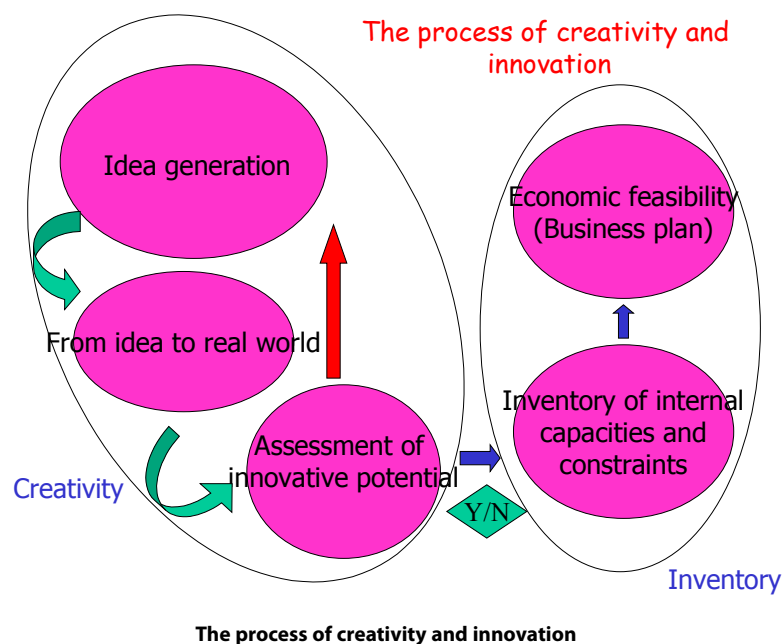 The process of creativity and
innovation
Idea generation
Economic feasibility
(Business plan)
From idea to real world
Inventory of internal
capacities and
constraints
Assessment of
innovative potential
Creativity
Y/N
Inventory
The process of creativity and innovation